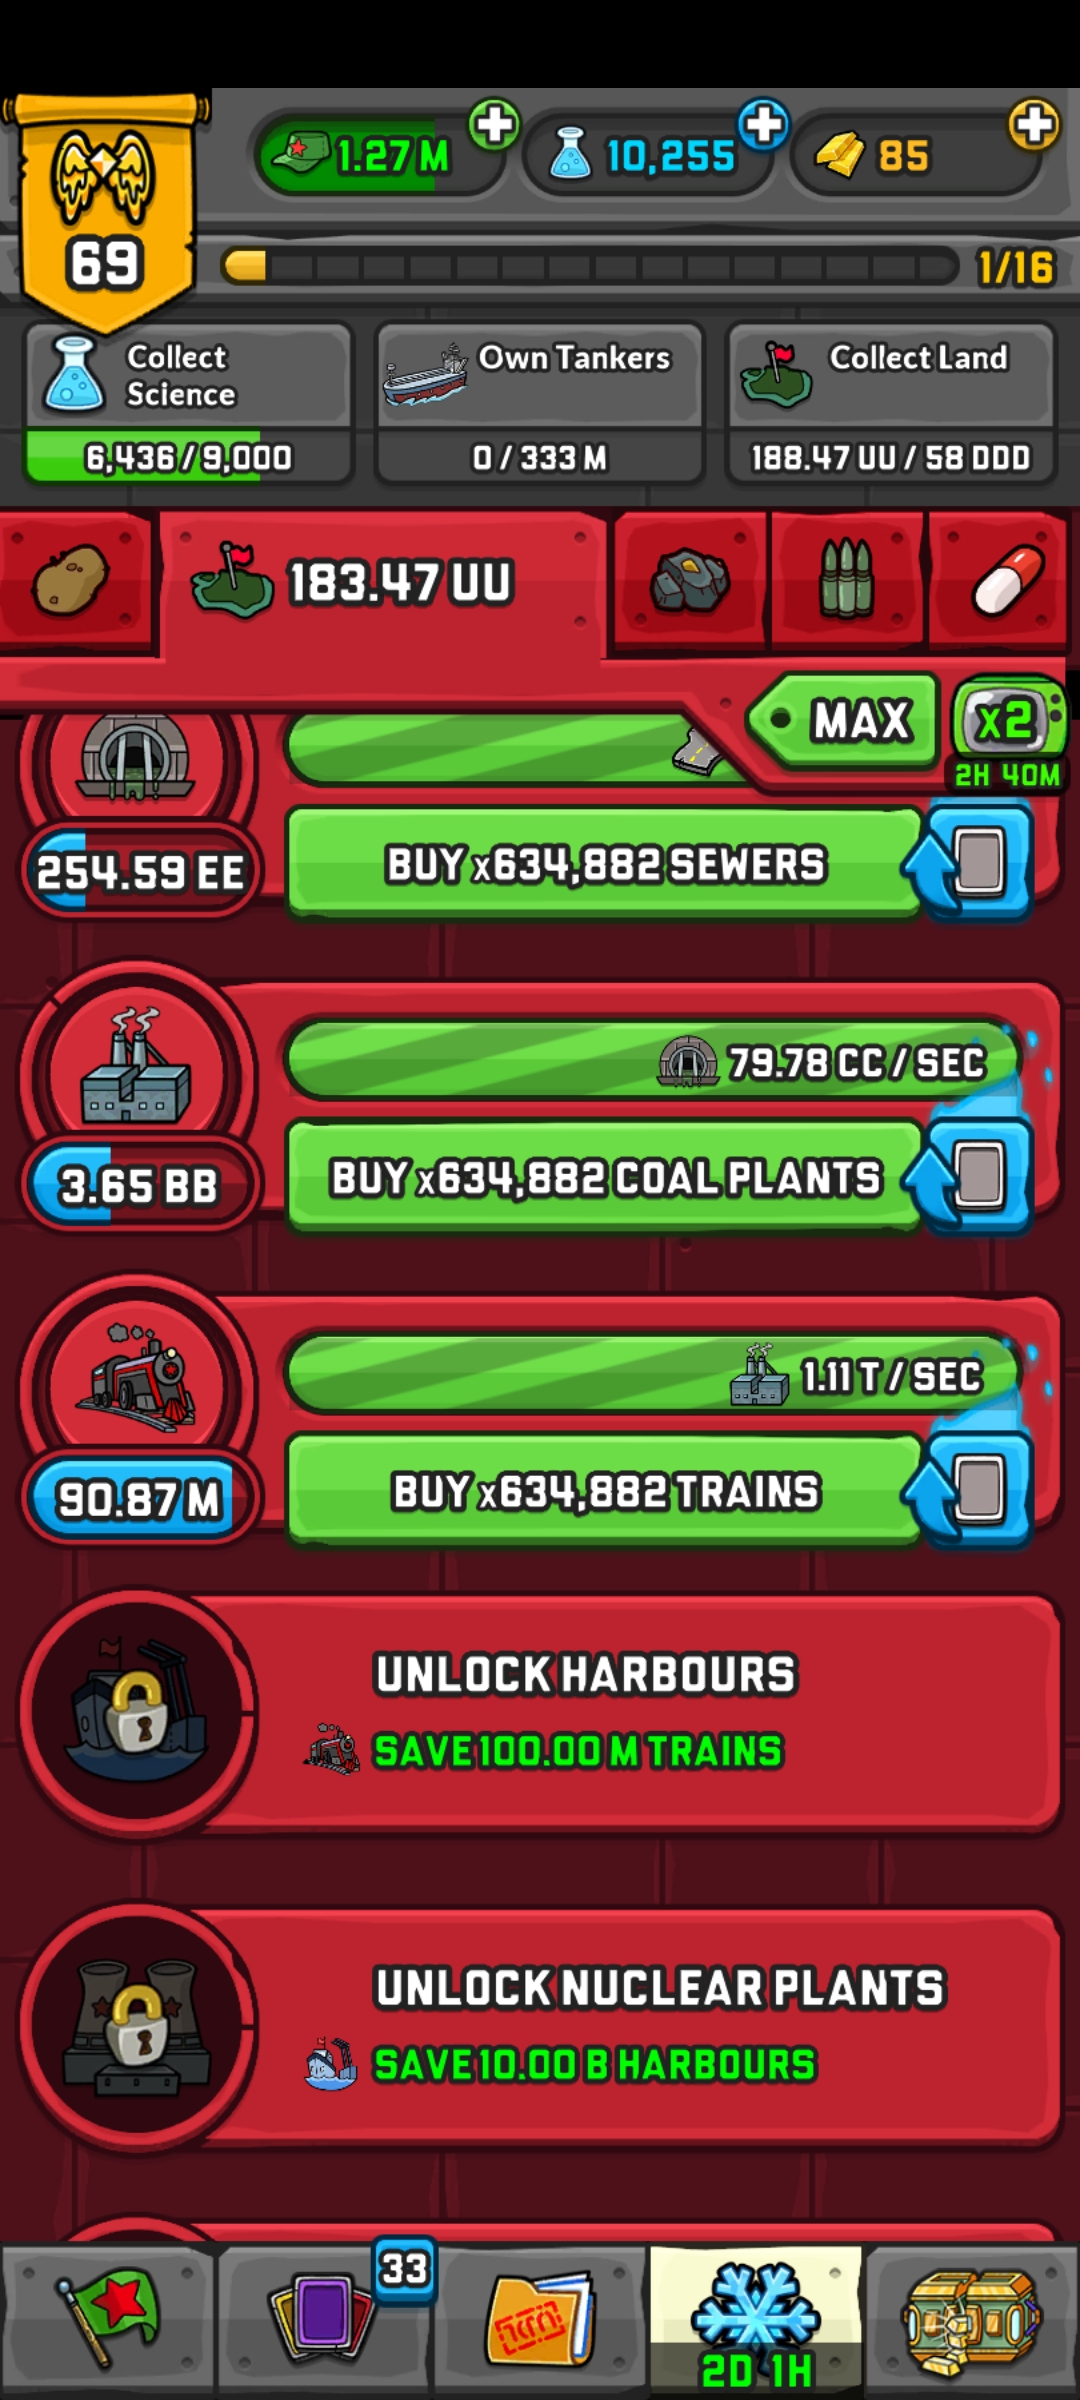 1.27 M
10,255
85
69
1/16
Collect
Science
6,436 / 9,000
Own Tankers
0 / 333 M
Collect Land
188.47 UU / 58 DDD
183.47 UU
MAX
x2
2H 40M
254.59 EE
BUY x634,882 SEWERS
79.78 CC / SEC
3.65 BB
BUY x634,882 COAL PLANTS
1.11 T / SEC
90.87 M
BUY x634,882 TRAINS
UNLOCK HARBOURS
SAVE 100.00 M TRAINS
UNLOCK NUCLEAR PLANTS
SAVE 10.00 B HARBOURS
33
2D 1H